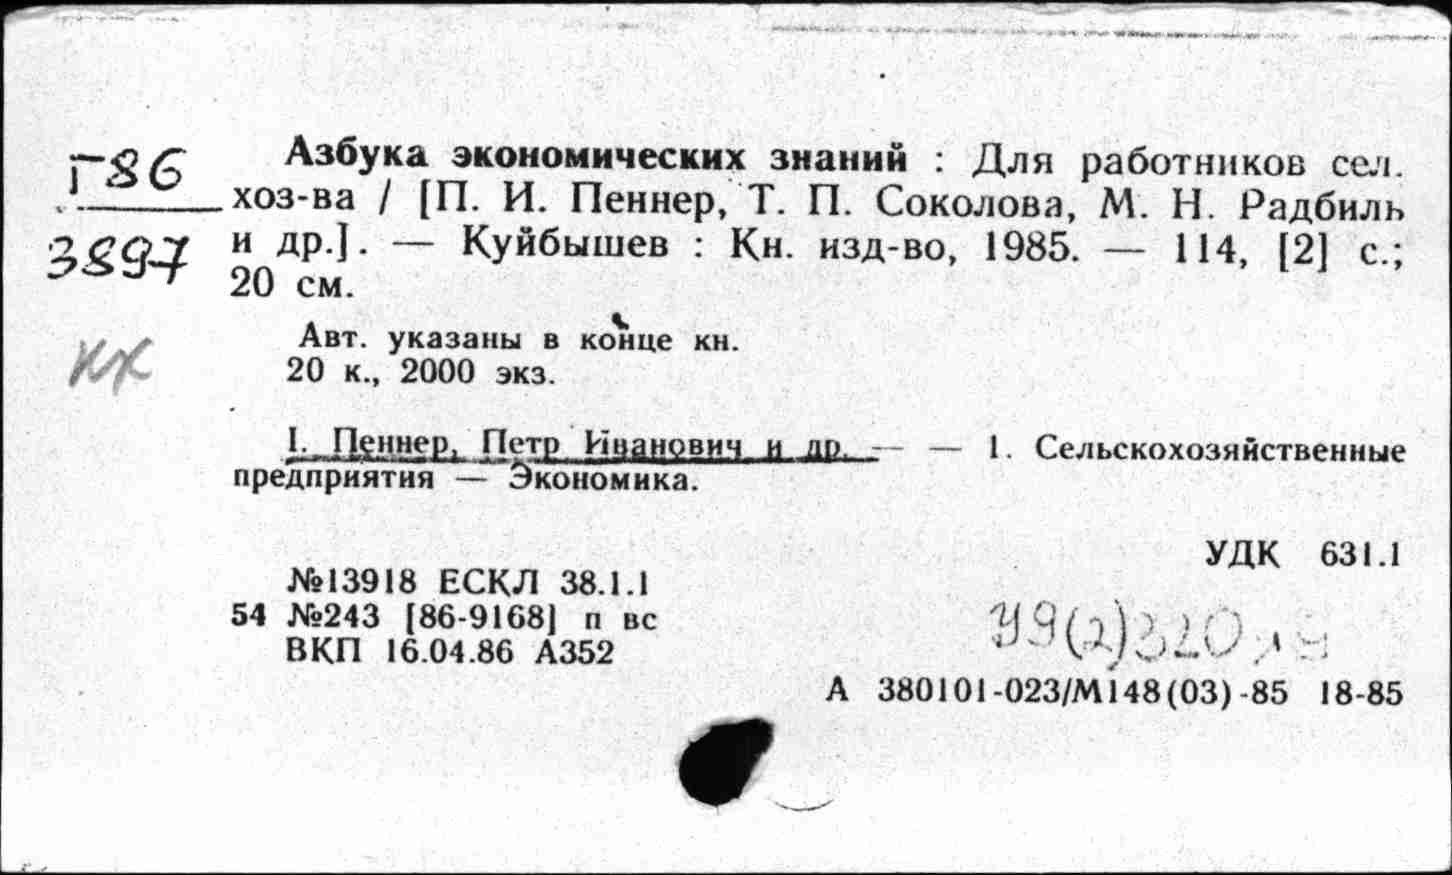 Г86
3897
кх
Азбука экономических знаний : Для работников сел.
хоз-ва / [П. И. Пеннер, Т. П. Соколова, М. Н. Радбиль
и др.]. — Куйбышев : Кн. изд-во, 1985. — 114, [2] с.;
20 см.
Авт. указаны в конце кн.
20 к., 2000 экз.
I. Пеннер, Петр Иванович и др. — — 1. Сельскохозяйственные
предприятия — Экономика.
УДК 631.1
№13918 ЕСКЛ 38.1.1
54 №243 [86-9168] п вс
ВКП 16.04.86 А352
У9(2)320
А 380101-023/М148(03)-85 18-85